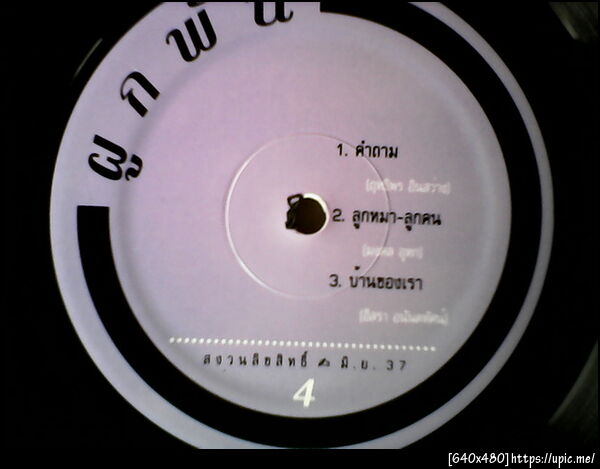 ผูกพัน
1. คำถาม
2. ลูกหมา-ลูกคน
3. บ้านของเรา
สงวนลิขสิทธิ์ มิ.ย. 37
4
[640x480]https://upic.me/